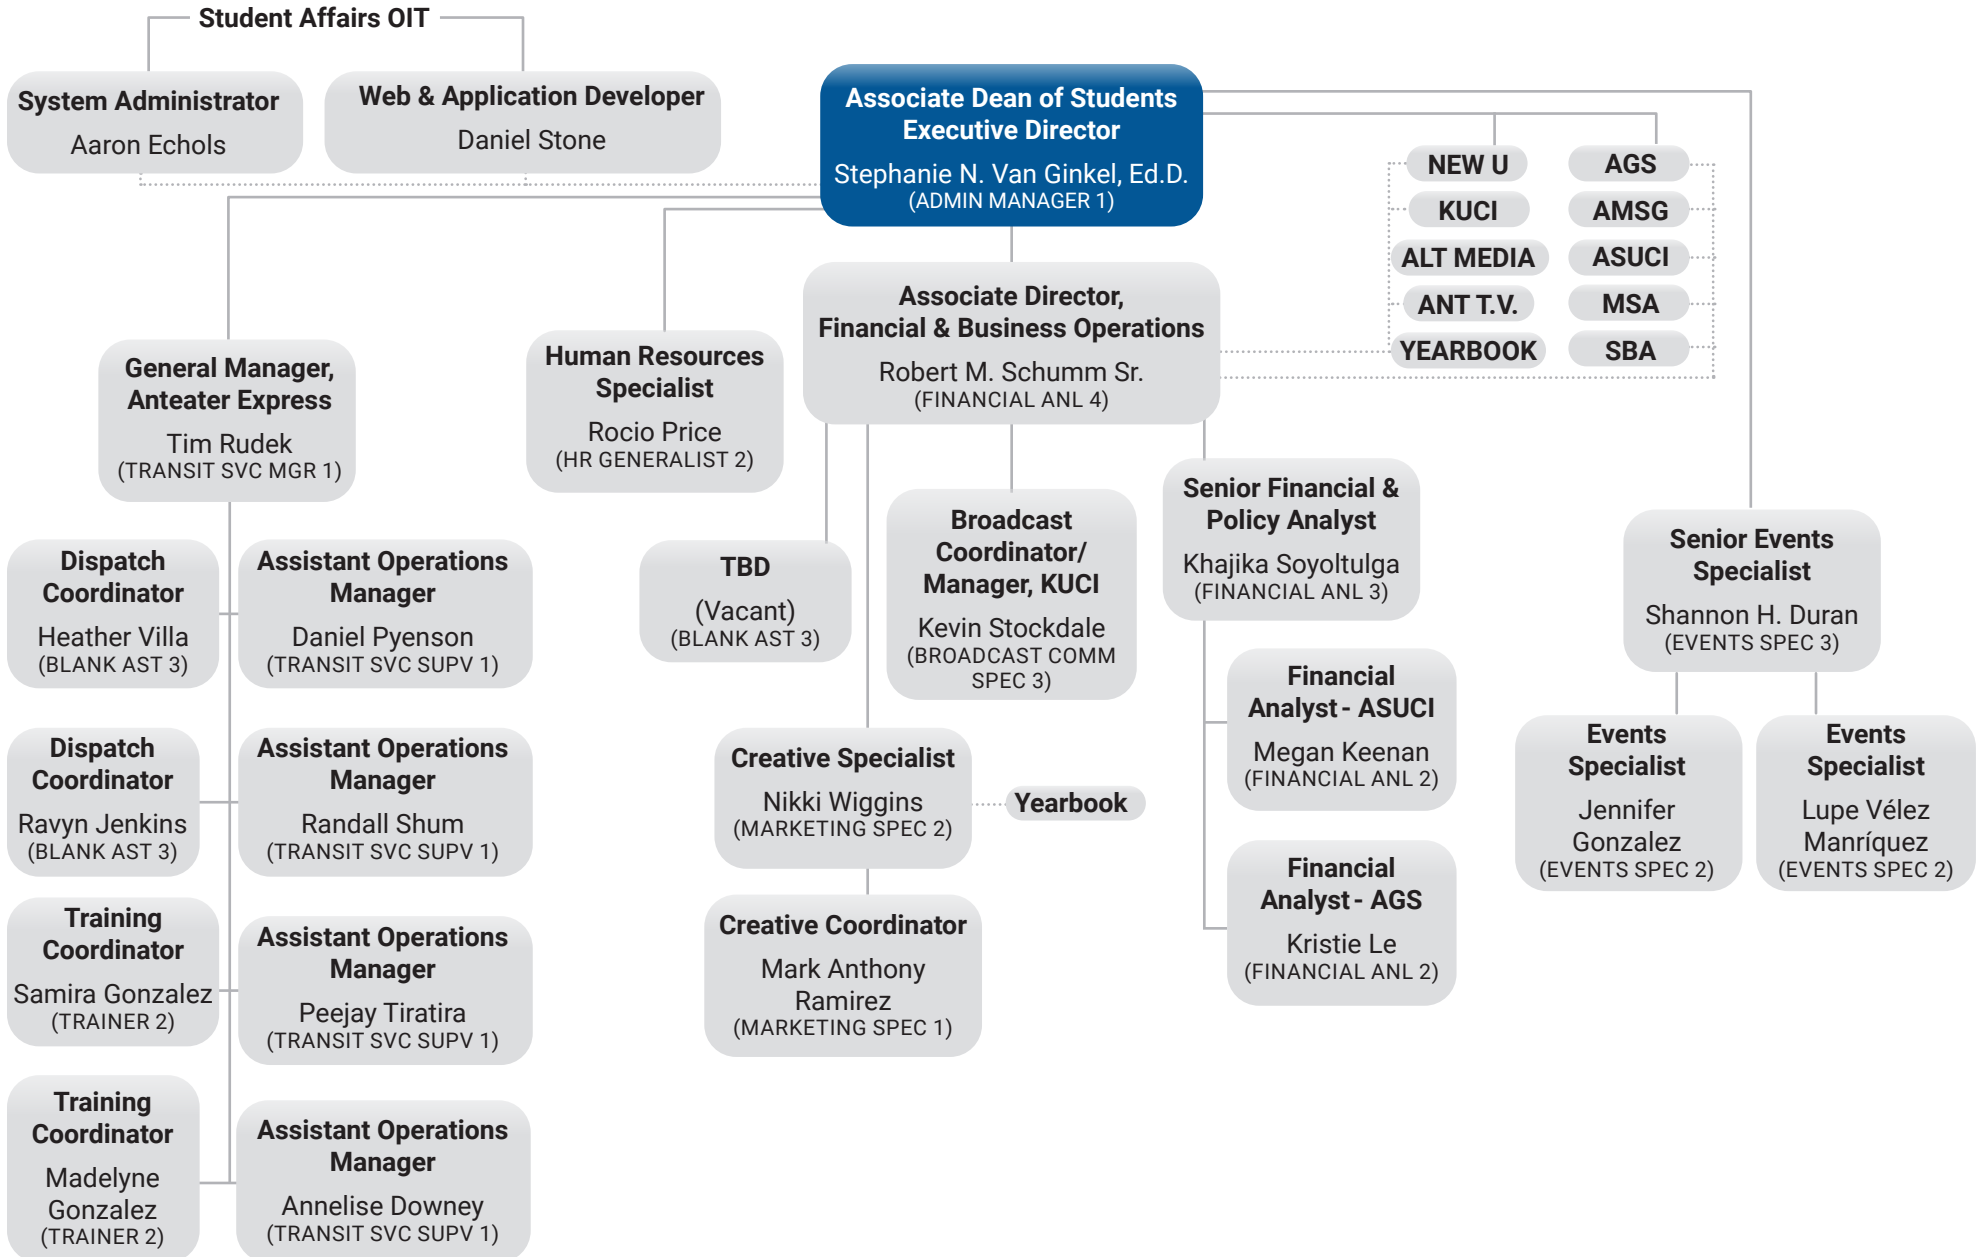 Student Affairs OIT
System Administrator
Aaron Echols
Web & Application Developer
Daniel Stone
Associate Dean of Students
Executive Director
Stephanie N. Van Ginkel, Ed.D.
(ADMIN MANAGER 1)
NEW U
KUCI
ALT MEDIA
ANT T.V.
YEARBOOK
AGS
AMSG
ASUCI
MSA
SBA
Associate Director,
Financial & Business Operations
Robert M. Schumm Sr.
(FINANCIAL ANL 4)
General Manager,
Anteater Express
Tim Rudek
(TRANSIT SVC MGR 1)
Human Resources
Specialist
Rocio Price
(HR GENERALIST 2)
Dispatch
Coordinator
Heather Villa
(BLANK AST 3)
Assistant Operations
Manager
Daniel Pyenson
(TRANSIT SVC SUPV 1)
Dispatch
Coordinator
Ravyn Jenkins
(BLANK AST 3)
Assistant Operations
Manager
Randall Shum
(TRANSIT SVC SUPV 1)
Training
Coordinator
Samira Gonzalez
(TRAINER 2)
Assistant Operations
Manager
Peejay Tiratira
(TRANSIT SVC SUPV 1)
Training
Coordinator
Madelyne
Gonzalez
(TRAINER 2)
Assistant Operations
Manager
Annelise Downey
(TRANSIT SVC SUPV 1)
TBD
(Vacant)
(BLANK AST 3)
Creative Specialist
Nikki Wiggins
(MARKETING SPEC 2)
Yearbook
Creative Coordinator
Mark Anthony
Ramirez
(MARKETING SPEC 1)
Broadcast
Coordinator/
Manager, KUCI
Kevin Stockdale
(BROADCAST COMM
SPEC 3)
Senior Financial &
Policy Analyst
Khajika Soyoltulga
(FINANCIAL ANL 3)
Financial
Analyst - ASUCI
Megan Keenan
(FINANCIAL ANL 2)
Financial
Analyst - AGS
Kristie Le
(FINANCIAL ANL 2)
Senior Events
Specialist
Shannon H. Duran
(EVENTS SPEC 3)
Events
Specialist
Jennifer
Gonzalez
(EVENTS SPEC 2)
Events
Specialist
Lupe Vélez
Manríquez
(EVENTS SPEC 2)